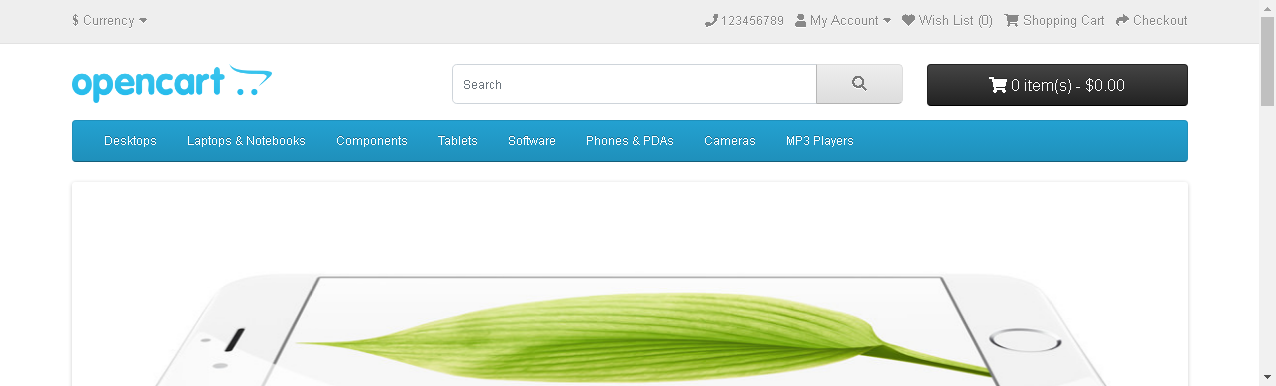 $ Currency 123456789 My Account Wish List (0) Shopping Cart Checkout
opencart Search 0 item(s) - $0.00
Desktops Laptops & Notebooks Components Tablets Software Phones & PDAs Cameras MP3 Players